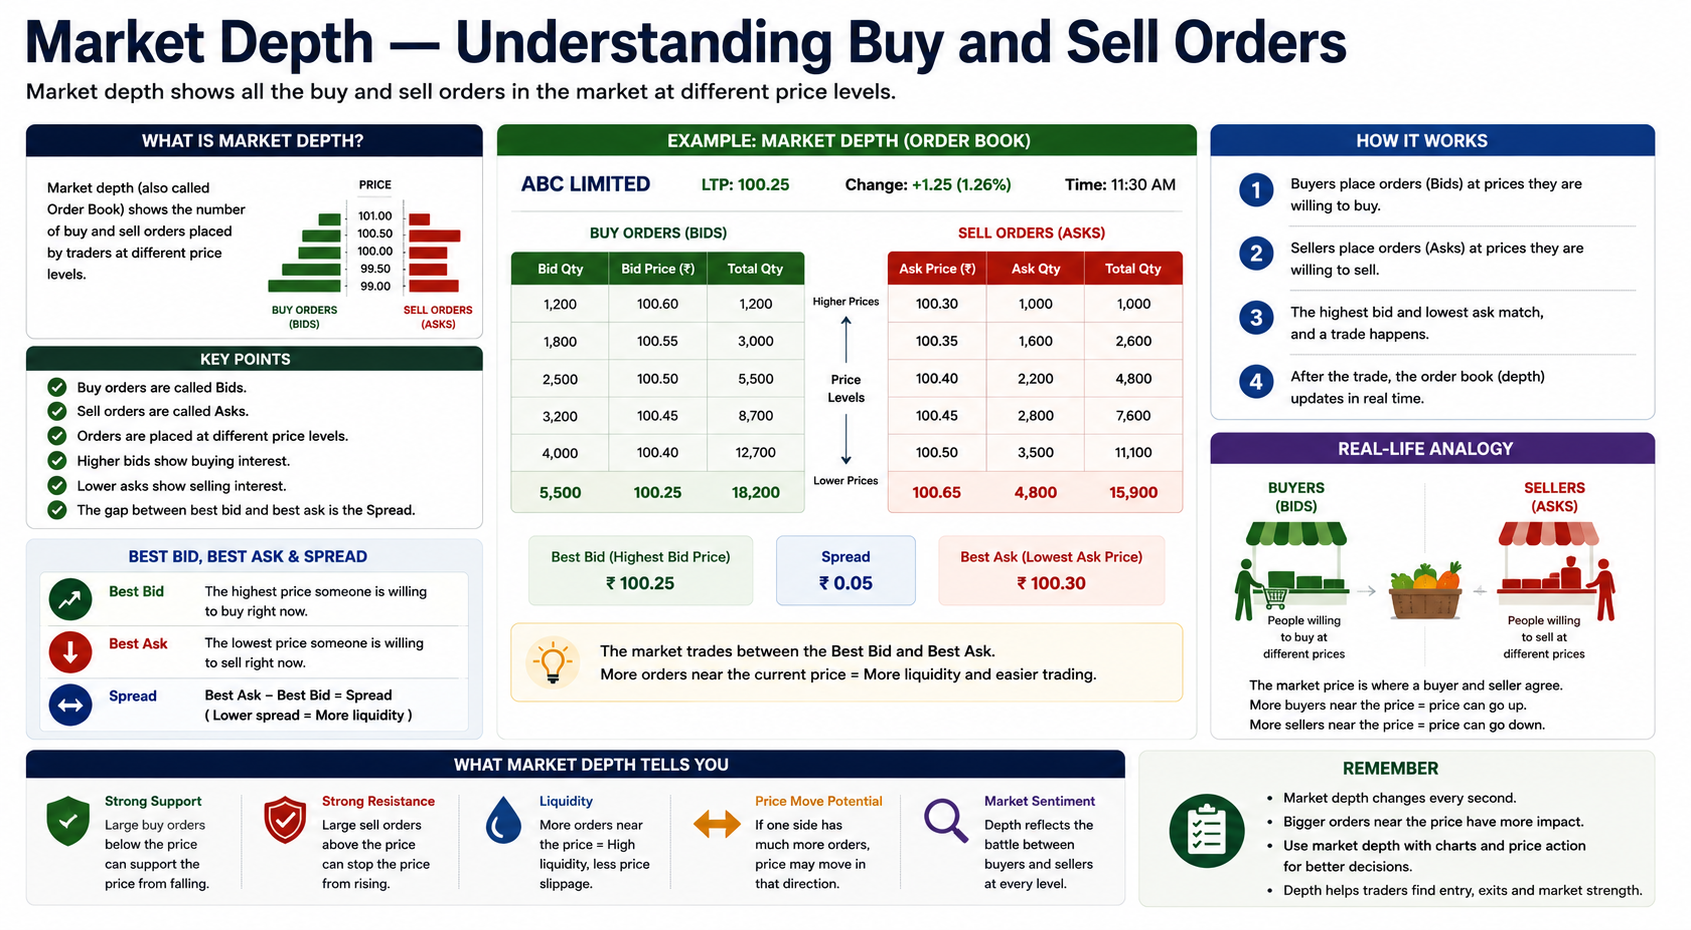 Market Depth — Understanding Buy and Sell Orders
Market depth shows all the buy and sell orders in the market at different price levels.
WHAT IS MARKET DEPTH?
Market depth (also called
Order Book) shows the number
of buy and sell orders placed
by traders at different price
levels.
PRICE
101.00
100.50
100.00
99.50
99.00
BUY ORDERS
(BIDS)
SELL ORDERS
(ASKS)
KEY POINTS
Buy orders are called Bids.
Sell orders are called Asks.
Orders are placed at different price levels.
Higher bids show buying interest.
Lower asks show selling interest.
The gap between best bid and best ask is the Spread.
BEST BID, BEST ASK & SPREAD
Best Bid
The highest price someone is willing
to buy right now.
Best Ask
The lowest price someone is willing
to sell right now.
Spread
Best Ask – Best Bid = Spread
( Lower spread = More liquidity )
EXAMPLE: MARKET DEPTH (ORDER BOOK)
ABC LIMITED LTP: 100.25 Change: +1.25 (1.26%) Time: 11:30 AM
BUY ORDERS (BIDS)
Bid Qty Bid Price (₹) Total Qty
1,200 100.60 1,200
1,800 100.55 3,000
2,500 100.50 5,500
3,200 100.45 8,700
4,000 100.40 12,700
5,500 100.25 18,200
Higher Prices
Price
Levels
Lower Prices
SELL ORDERS (ASKS)
Ask Price (₹) Ask Qty Total Qty
100.30 1,000 1,000
100.35 1,600 2,600
100.40 2,200 4,800
100.45 2,800 7,600
100.50 3,500 11,100
100.65 4,800 15,900
Best Bid (Highest Bid Price)
₹ 100.25
Spread
₹ 0.05
Best Ask (Lowest Ask Price)
₹ 100.30
The market trades between the Best Bid and Best Ask.
More orders near the current price = More liquidity and easier trading.
HOW IT WORKS
1 Buyers place orders (Bids) at prices they are
willing to buy.
2 Sellers place orders (Asks) at prices they are
willing to sell.
3 The highest bid and lowest ask match,
and a trade happens.
4 After the trade, the order book (depth)
updates in real time.
REAL-LIFE ANALOGY
BUYERS
(BIDS)
SELLERS
(ASKS)
People willing
to buy at
different prices
People willing
to sell at
different prices
The market price is where a buyer and seller agree.
More buyers near the price = price can go up.
More sellers near the price = price can go down.
WHAT MARKET DEPTH TELLS YOU
Strong Support
Large buy orders
below the price
can support the
price from falling.
Strong Resistance
Large sell orders
above the price
can stop the price
from rising.
Liquidity
More orders near
the price = High
liquidity, less price
slippage.
Price Move Potential
If one side has
much more orders,
price may move in
that direction.
Market Sentiment
Depth reflects the
battle between
buyers and sellers
at every level.
REMEMBER
• Market depth changes every second.
• Bigger orders near the price have more impact.
• Use market depth with charts and price action
for better decisions.
• Depth helps traders find entry, exits and market strength.